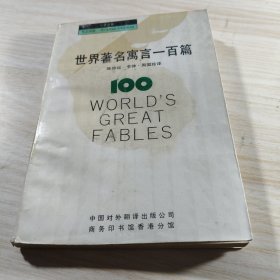 世界著名寓言一百篇
100
WORLD'S
GREAT
FABLES
中国对外翻译出版公司
商务印书馆香港分馆